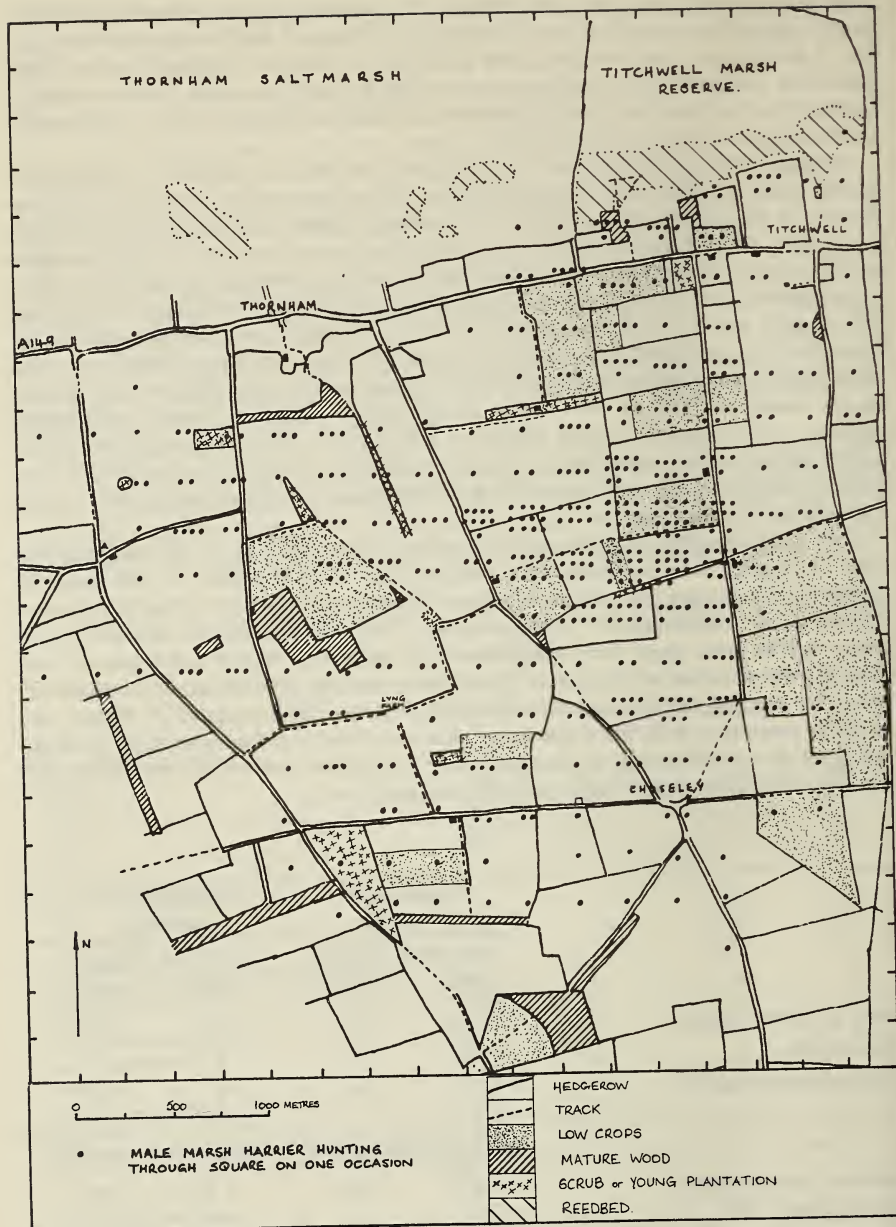 THORNHAM SALTMARSH
TITCHWELL MARSH
RESERVE.
TITCHWELL
THORNHAM
A149
LYNG
FARM
CHOSELEY
N
0 500 1000 METRES
• MALE MARSH HARRIER HUNTING
THROUGH SQUARE ON ONE OCCASION
HEDGEROW
TRACK
LOW CROPS
MATURE WOOD
SCRUB or YOUNG PLANTATION
REEDBED.